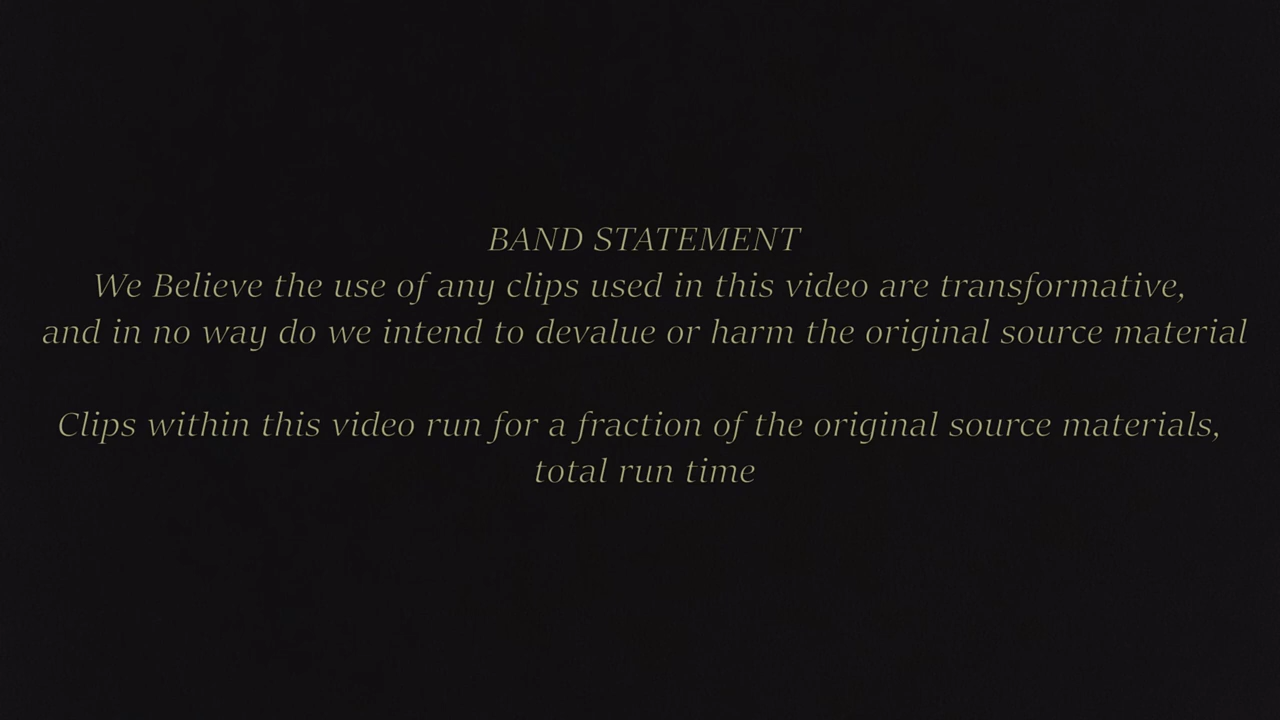 BAND STATEMENT
We Believe the use of any clips used in this video are transformative,
and in no way do we intend to devalue or harm the original source material
Clips within this video run for a fraction of the original source materials,
total run time